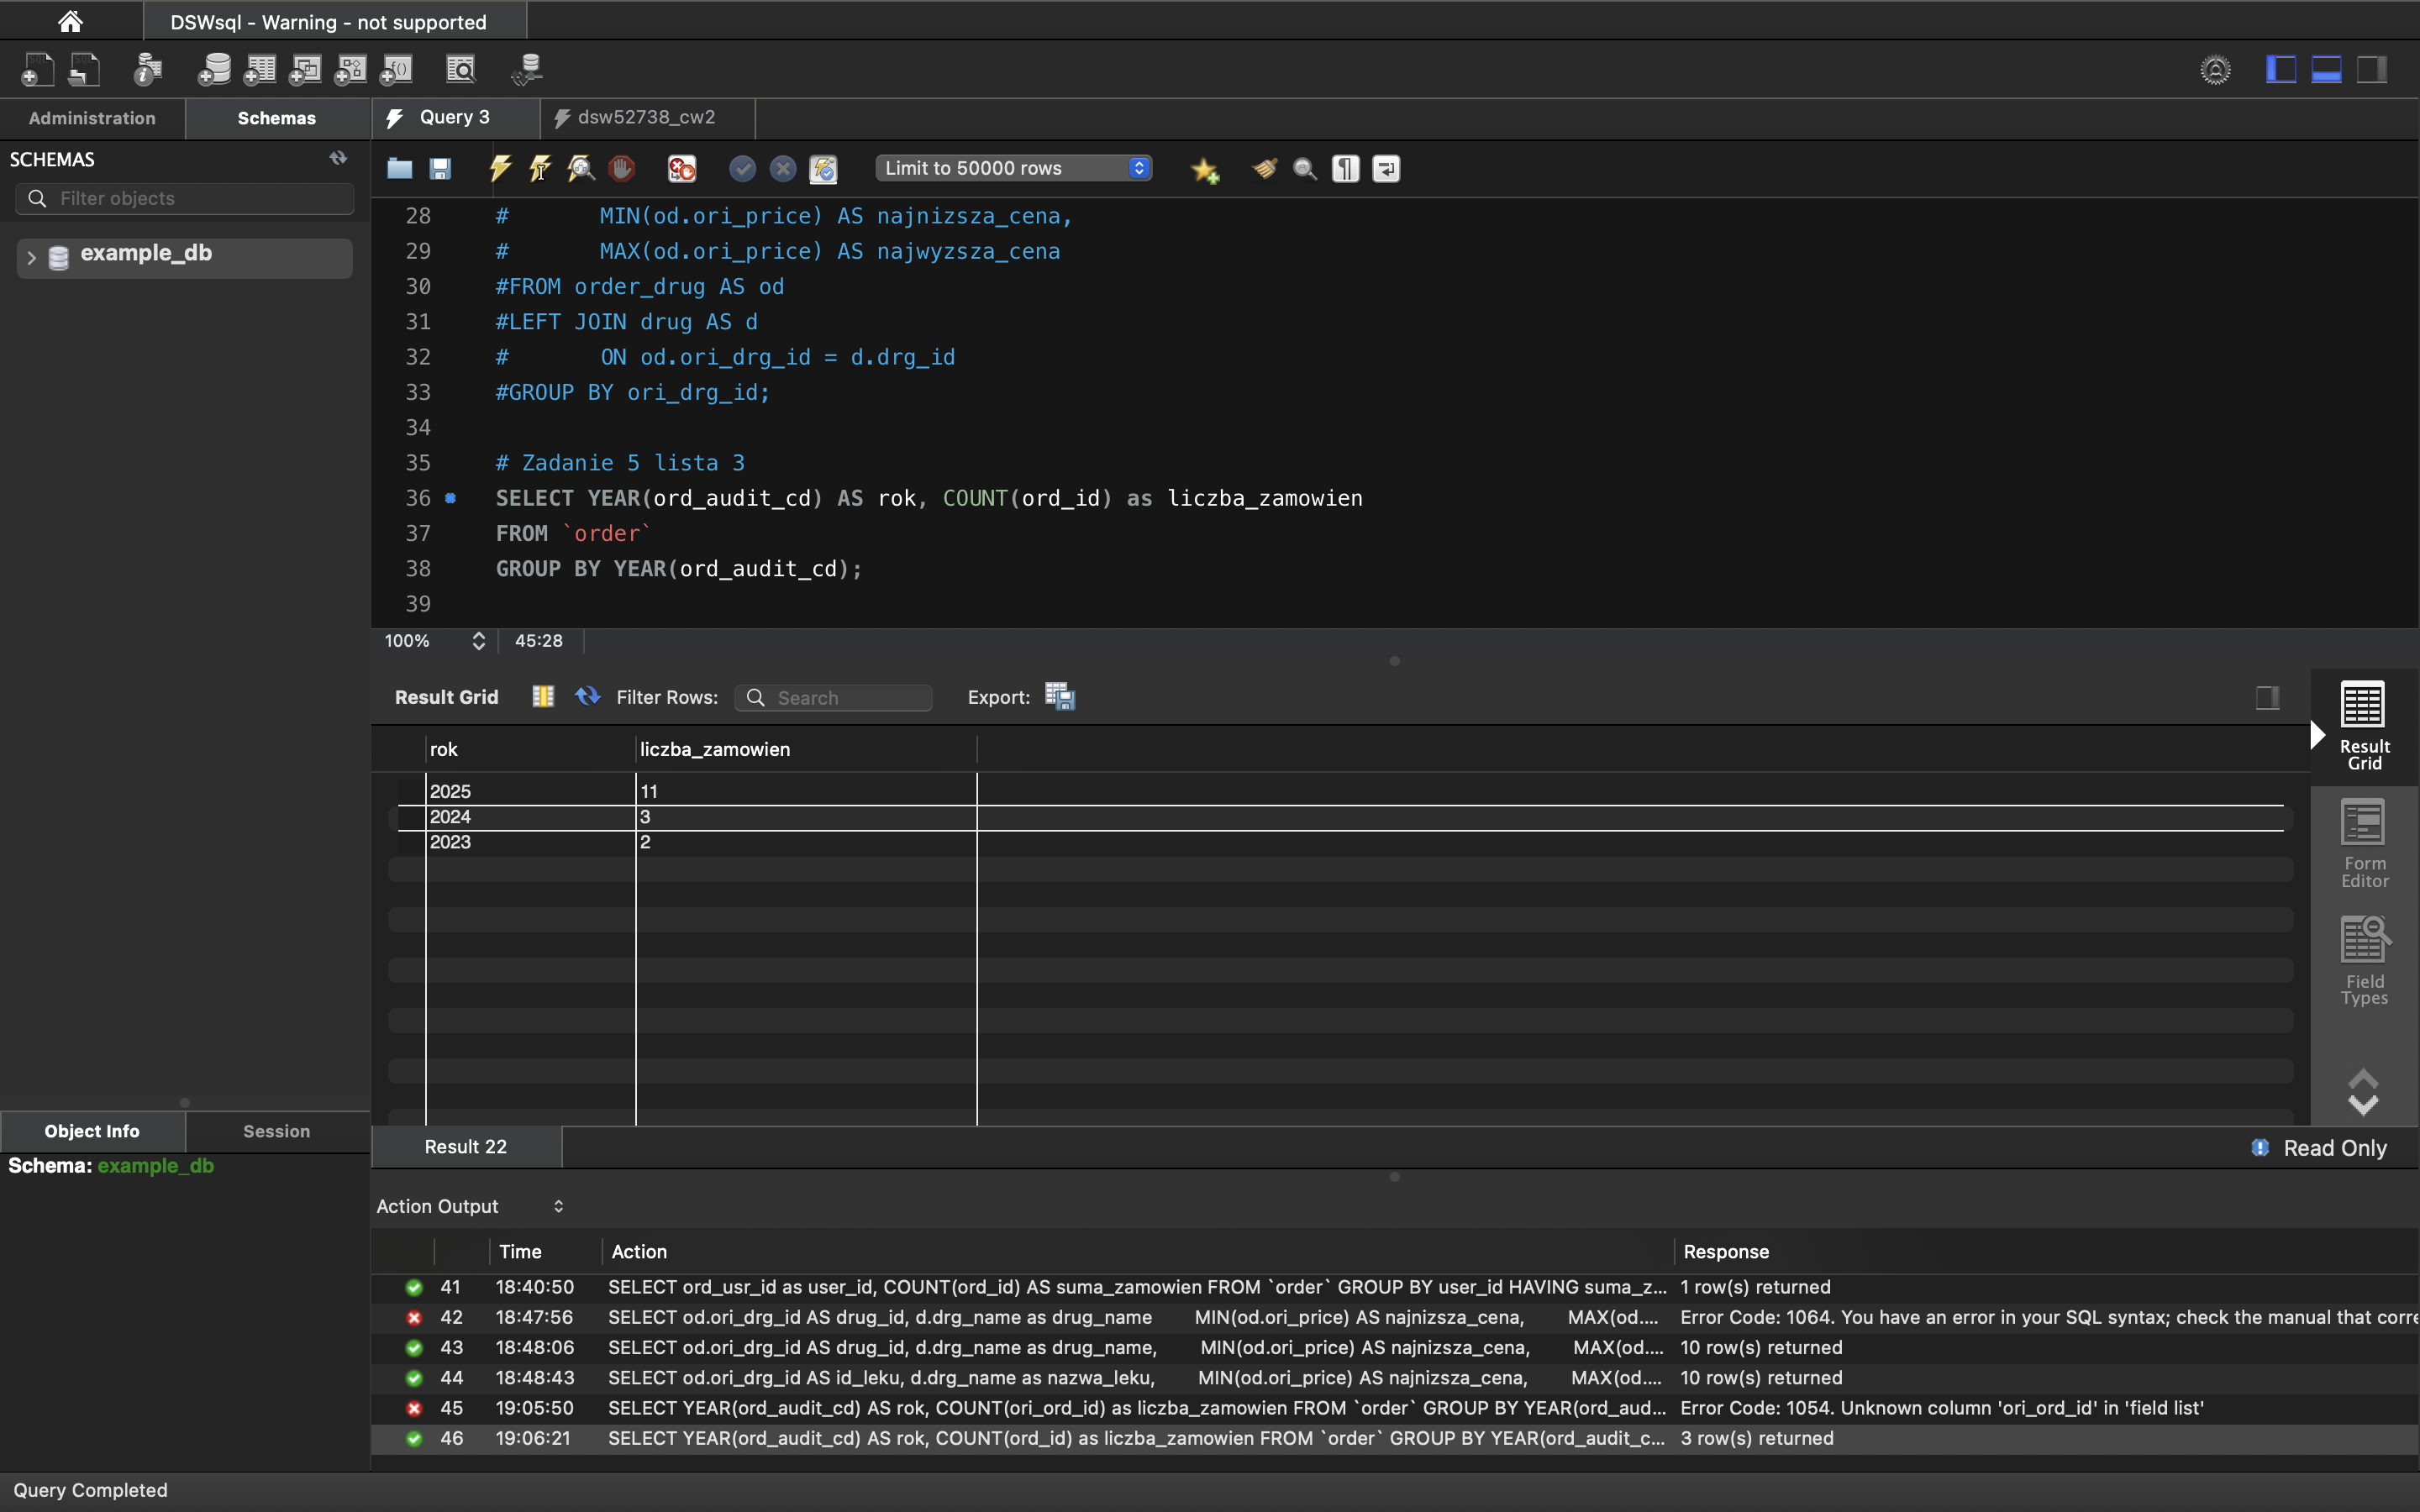 DSWsql - Warning - not supported
Administration
Schemas
Query 3
dsw52738_cw2
SCHEMAS
Filter objects
example_db
Limit to 50000 rows
28 # MIN(od.ori_price) AS najnizsza_cena,
29 # MAX(od.ori_price) AS najwyzsza_cena
30 #FROM order_drug AS od
31 #LEFT JOIN drug AS d
32 # ON od.ori_drg_id = d.drg_id
33 #GROUP BY ori_drg_id;
34
35 # Zadanie 5 lista 3
36 SELECT YEAR(ord_audit_cd) AS rok, COUNT(ord_id) as liczba_zamowien
37 FROM `order`
38 GROUP BY YEAR(ord_audit_cd);
39
100% 45:28
Result Grid Filter Rows: Search Export:
rok liczba_zamowien
2025 11
2024 3
2023 2
Result
Grid
Form
Editor
Field
Types
Object Info
Session
Schema: example_db
Result 22
Read Only
Action Output
Time Action Response
41 18:40:50 SELECT ord_usr_id as user_id, COUNT(ord_id) AS suma_zamowien FROM `order` GROUP BY user_id HAVING suma_z... 1 row(s) returned
42 18:47:56 SELECT od.ori_drg_id AS drug_id, d.drg_name as drug_name MIN(od.ori_price) AS najnizsza_cena, MAX(od.... Error Code: 1064. You have an error in your SQL syntax; check the manual that corre
43 18:48:06 SELECT od.ori_drg_id AS drug_id, d.drg_name as drug_name, MIN(od.ori_price) AS najnizsza_cena, MAX(od.... 10 row(s) returned
44 18:48:43 SELECT od.ori_drg_id AS id_leku, d.drg_name as nazwa_leku, MIN(od.ori_price) AS najnizsza_cena, MAX(od.... 10 row(s) returned
45 19:05:50 SELECT YEAR(ord_audit_cd) AS rok, COUNT(ori_ord_id) as liczba_zamowien FROM `order` GROUP BY YEAR(ord_aud... Error Code: 1054. Unknown column 'ori_ord_id' in 'field list'
46 19:06:21 SELECT YEAR(ord_audit_cd) AS rok, COUNT(ord_id) as liczba_zamowien FROM `order` GROUP BY YEAR(ord_audit_c... 3 row(s) returned
Query Completed